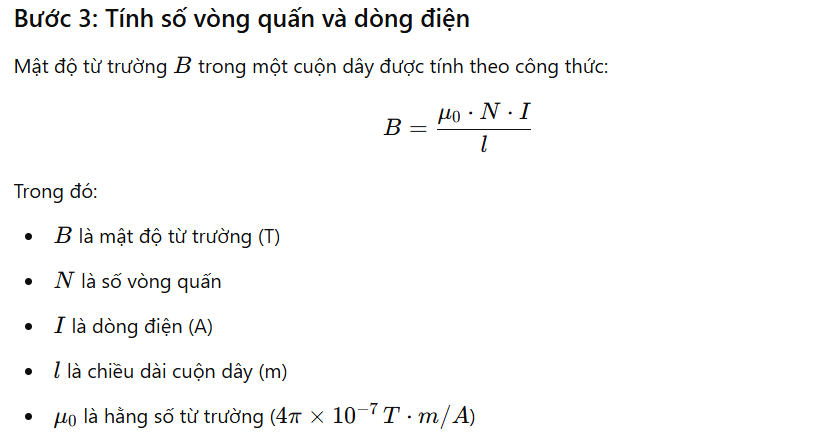 Bước 3: Tính số vòng quấn và dòng điện
Mật độ từ trường B trong một cuộn dây được tính theo công thức:
B = \frac{μ₀ · N · I}{l}
Trong đó:
• B là mật độ từ trường (T)
• N là số vòng quấn
• I là dòng điện (A)
• l là chiều dài cuộn dây (m)
• μ₀ là hằng số từ trường (4π × 10⁻⁷ T · m/A)